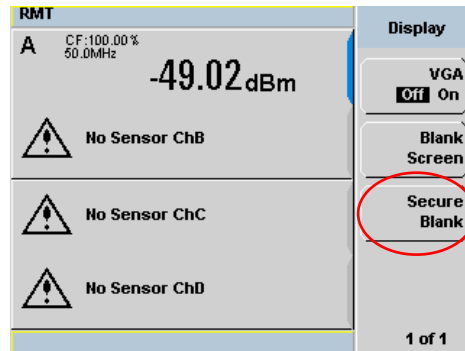 RMT
A
CF:100.00%
50.0MHz
-49.02dBm
No Sensor ChB
No Sensor ChC
No Sensor ChD
Display
VGA
Off On
Blank
Screen
Secure
Blank
1 of 1